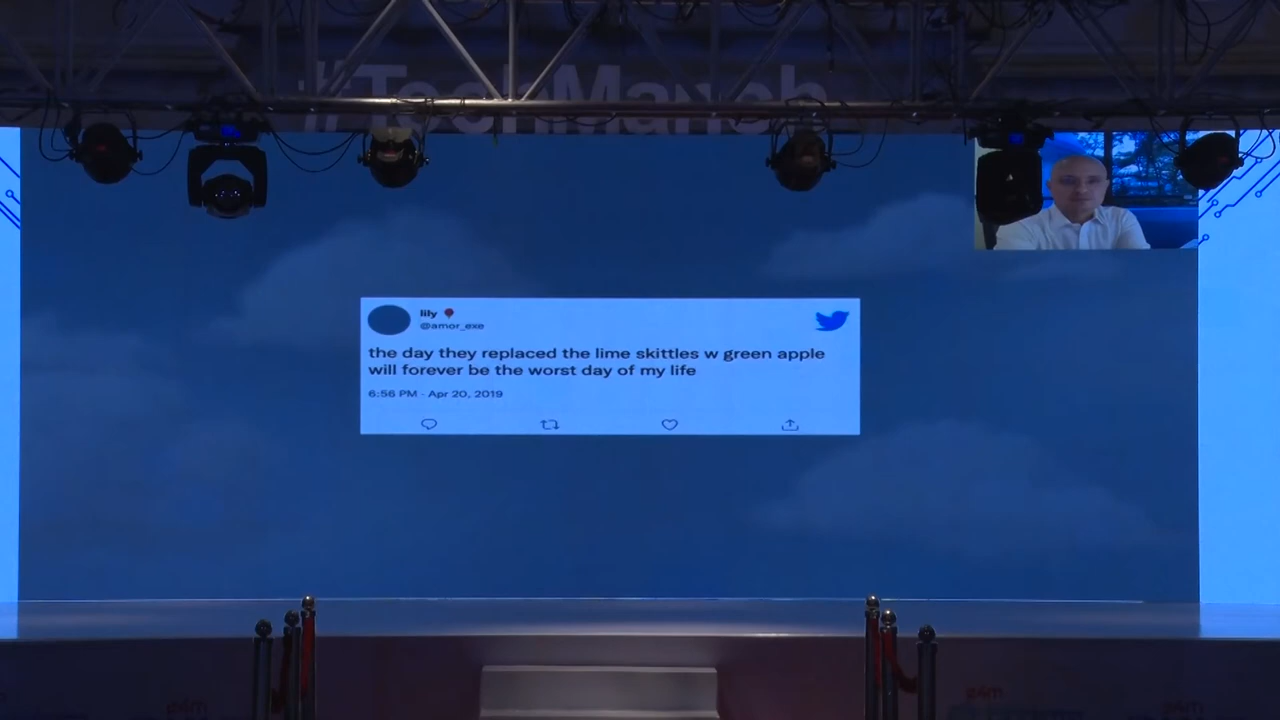 #TechManch
lily
@amor_exe
the day they replaced the lime skittles w green apple
will forever be the worst day of my life
6:56 PM · Apr 20, 2019